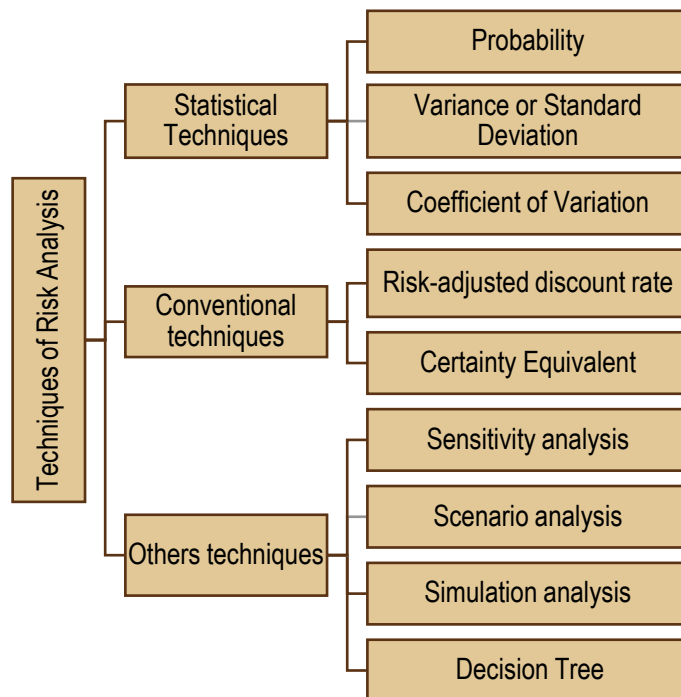 Techniques of Risk Analysis
Statistical
Techniques
Probability
Variance or Standard
Deviation
Coefficient of Variation
Conventional
techniques
Risk-adjusted discount rate
Certainty Equivalent
Others techniques
Sensitivity analysis
Scenario analysis
Simulation analysis
Decision Tree